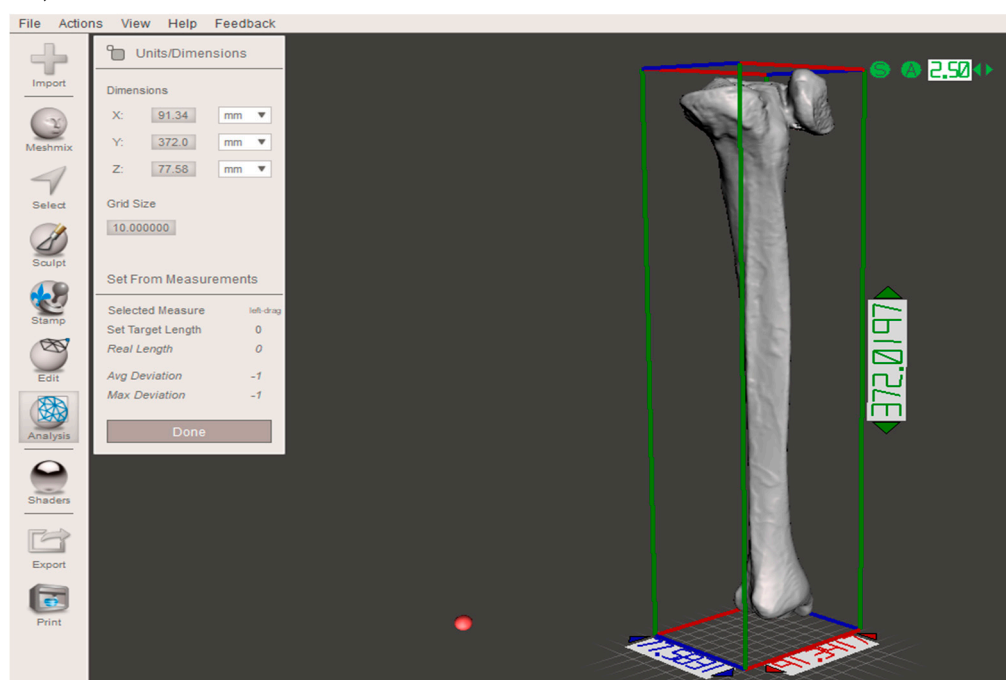 File Actions View Help Feedback
Import
Meshmix
Select
Sculpt
Stamp
Edit
Analysis
Shaders
Export
Print
Units/Dimensions
Dimensions
X: 91.34 mm
Y: 372.0 mm
Z: 77.58 mm
Grid Size
10.000000
Set From Measurements
Selected Measure left-drag
Set Target Length 0
Real Length 0
Avg Deviation -1
Max Deviation -1
Done
S A 2.50
372.0197